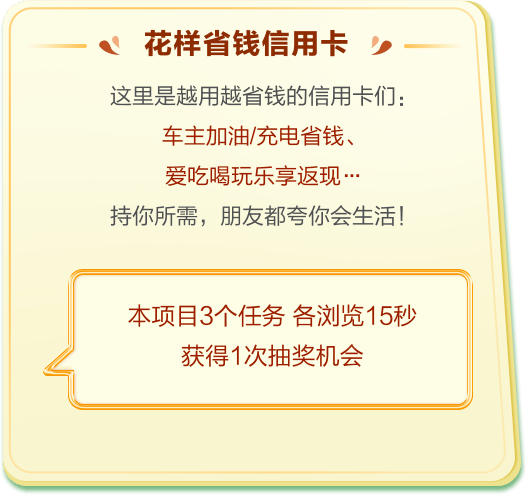 花样省钱信用卡
这里是越用越省钱的信用卡们：
车主加油/充电省钱、
爱吃喝玩乐享返现…
持你所需，朋友都夸你会生活！
本项目3个任务 各浏览15秒
获得1次抽奖机会